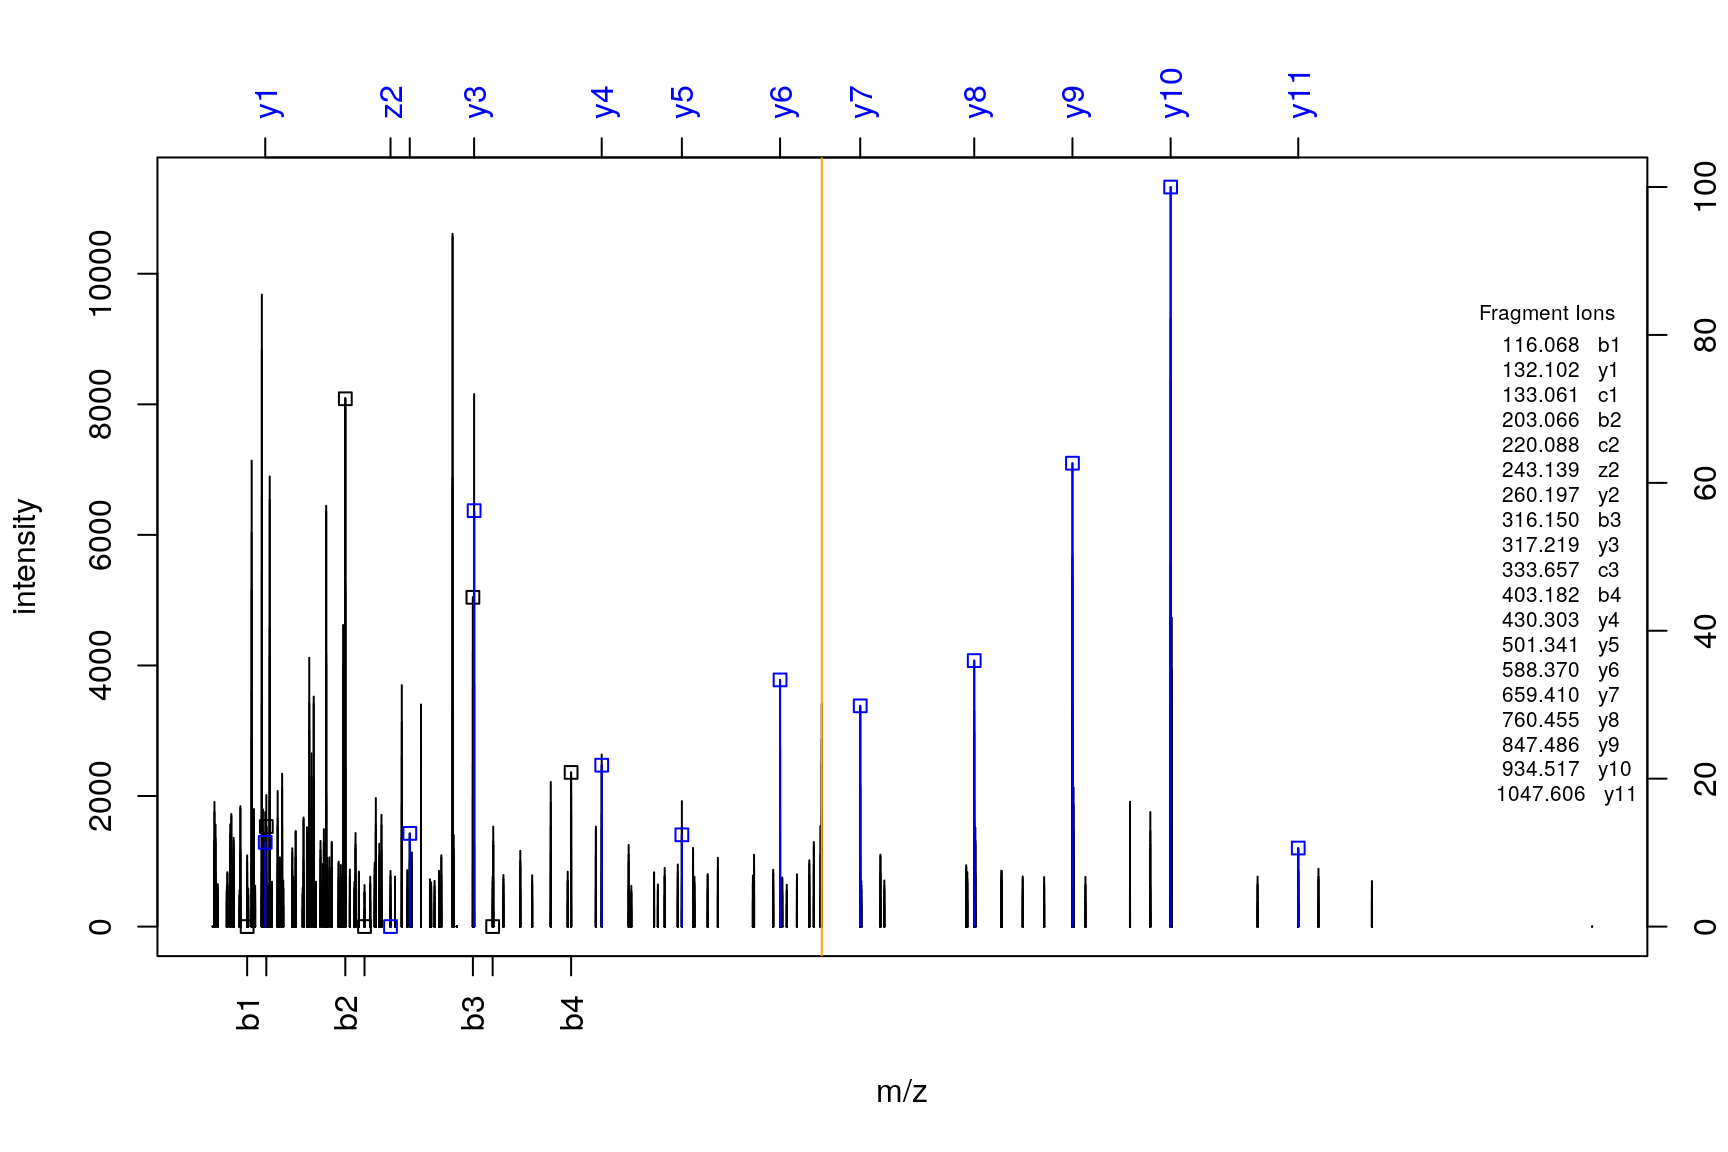 y1 z2 y3 y4 y5 y6 y7 y8 y9 y10 y11
intensity
0 2000 4000 6000 8000 10000
0 20 40 60 80 100
Fragment Ions
116.068 b1
132.102 y1
133.061 c1
203.066 b2
220.088 c2
243.139 z2
260.197 y2
316.150 b3
317.219 y3
333.657 c3
403.182 b4
430.303 y4
501.341 y5
588.370 y6
659.410 y7
760.455 y8
847.486 y9
934.517 y10
1047.606 y11
b1 b2 b3 b4
m/z